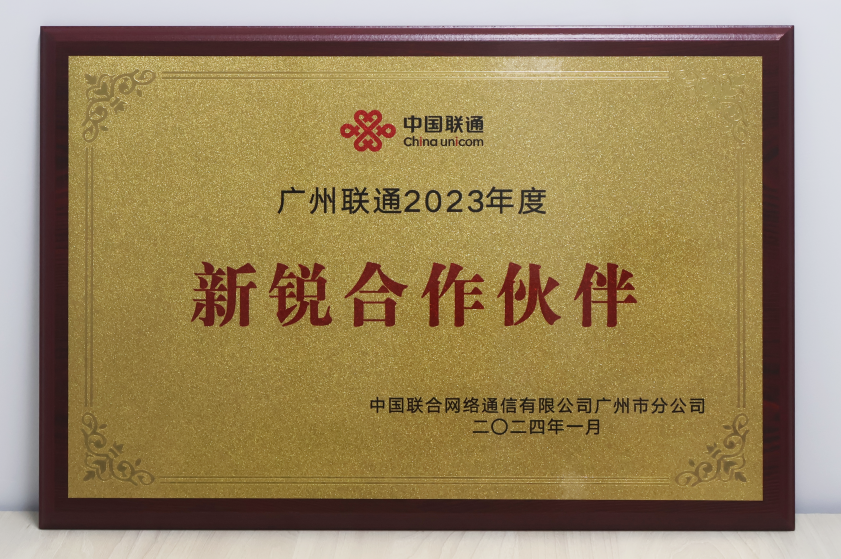 中国联通
China unicom
广州联通2023年度
新锐合作伙伴
中国联合网络通信有限公司广州市分公司
二〇二四年一月